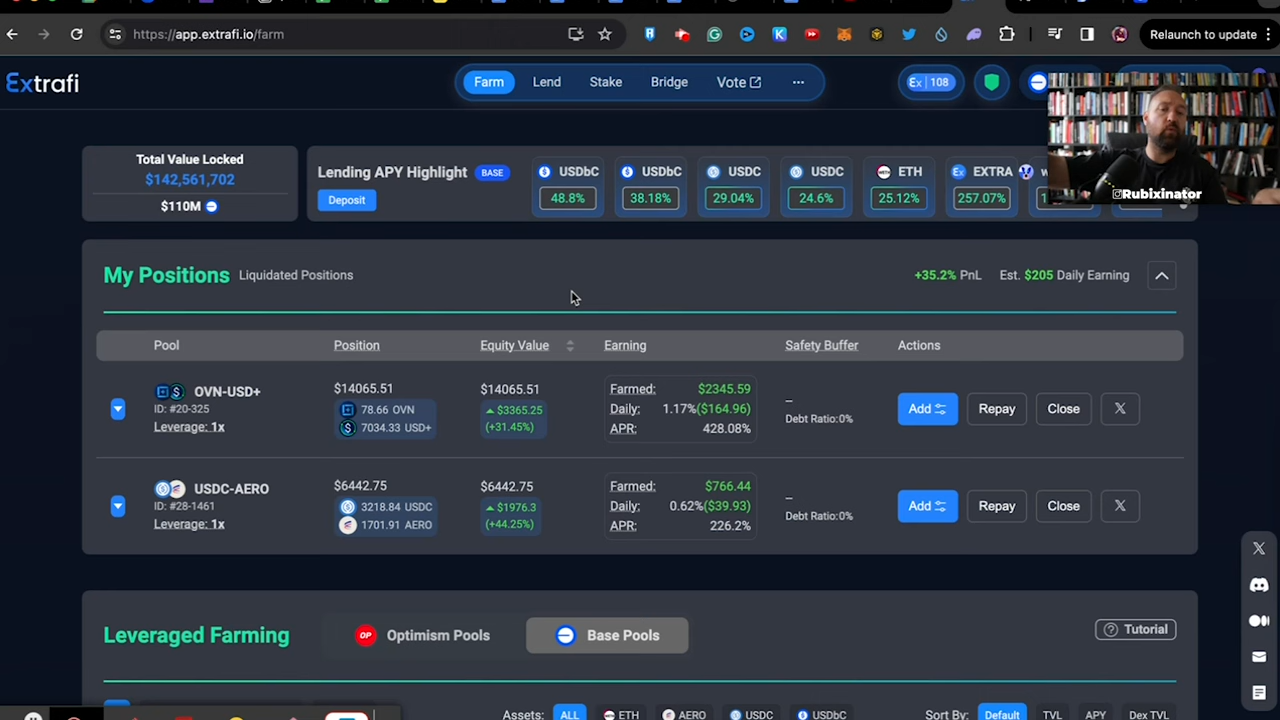 https://app.extrafi.io/farm
Relaunch to update
Extrafi
Farm
Lend
Stake
Bridge
Vote
Ex 108
Rubixinator
Total Value Locked
$142,561,702
$110M
Lending APY Highlight BASE
Deposit
USDbC
48.8%
USDbC
38.18%
USDC
29.04%
USDC
24.6%
ETH
25.12%
EXTRA
257.07%
My Positions Liquidated Positions
+35.2% PnL Est. $205 Daily Earning
Pool Position Equity Value Earning Safety Buffer Actions
OVN-USD+
ID: #20-325
Leverage: 1x
$14065.51
78.66 OVN
7034.33 USD+
$14065.51
$3365.25
(+31.45%)
Farmed: $2345.59
Daily: 1.17%($164.96)
APR: 428.08%
--
Debt Ratio:0%
Add Repay Close X
USDC-AERO
ID: #28-1461
Leverage: 1x
$6442.75
3218.84 USDC
1701.91 AERO
$6442.75
$1976.3
(+44.25%)
Farmed: $766.44
Daily: 0.62%($39.93)
APR: 226.2%
--
Debt Ratio:0%
Add Repay Close X
Leveraged Farming
OP Optimism Pools
Base Pools
Tutorial
Assets: ALL ETH AERO USDC USDbC
Sort By: Default TVL APY Dex TVL